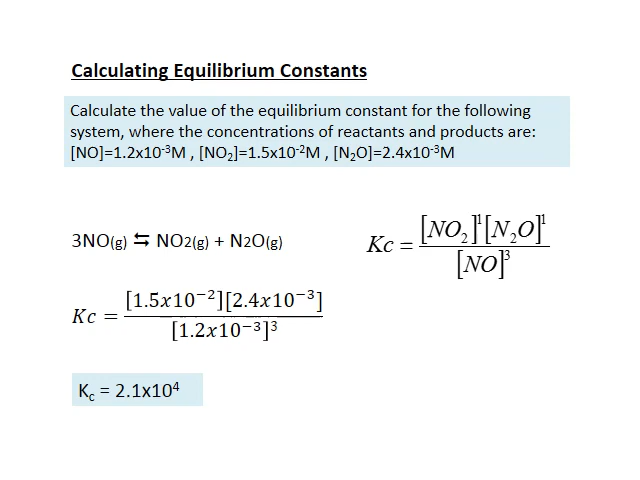 Calculating Equilibrium Constants
Calculate the value of the equilibrium constant for the following
system, where the concentrations of reactants and products are:
[NO]=1.2x10⁻³M , [NO₂]=1.5x10⁻²M , [N₂O]=2.4x10⁻³M
3NO(g) ⇆ NO2(g) + N2O(g)
Kc = [NO₂]¹[N₂O]¹ / [NO]³
Kc = [1.5x10⁻²][2.4x10⁻³] / [1.2x10⁻³]³
K꜀ = 2.1x10⁴